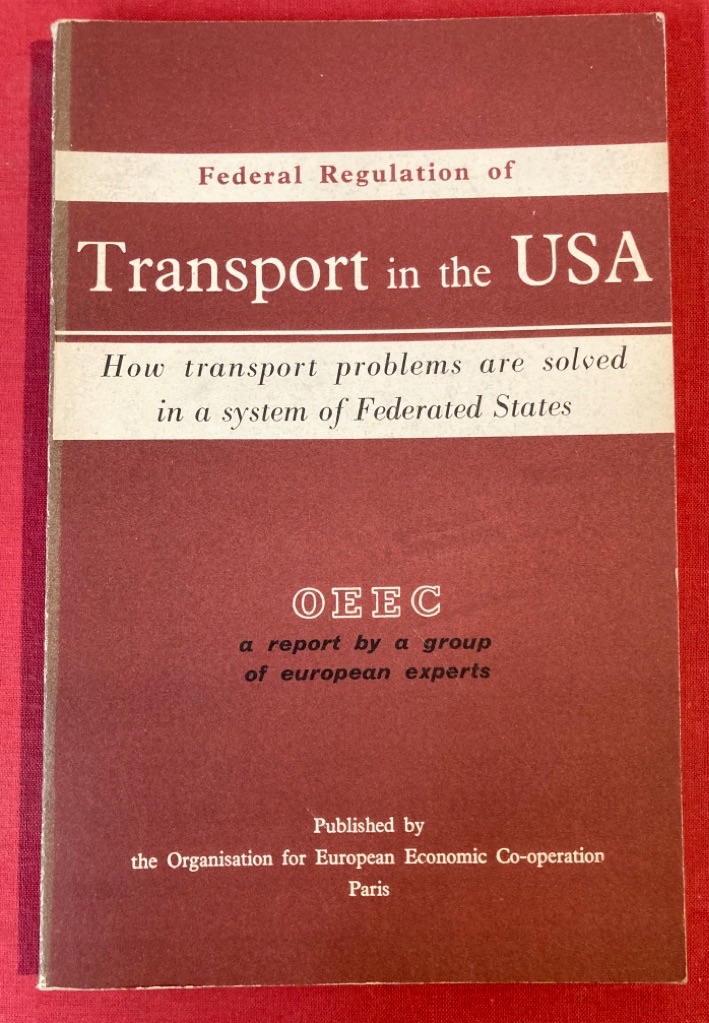 Federal Regulation of
Transport in the USA
How transport problems are solved
in a system of Federated States
OEEC
a report by a group
of european experts
Published by
the Organisation for European Economic Co-operation
Paris